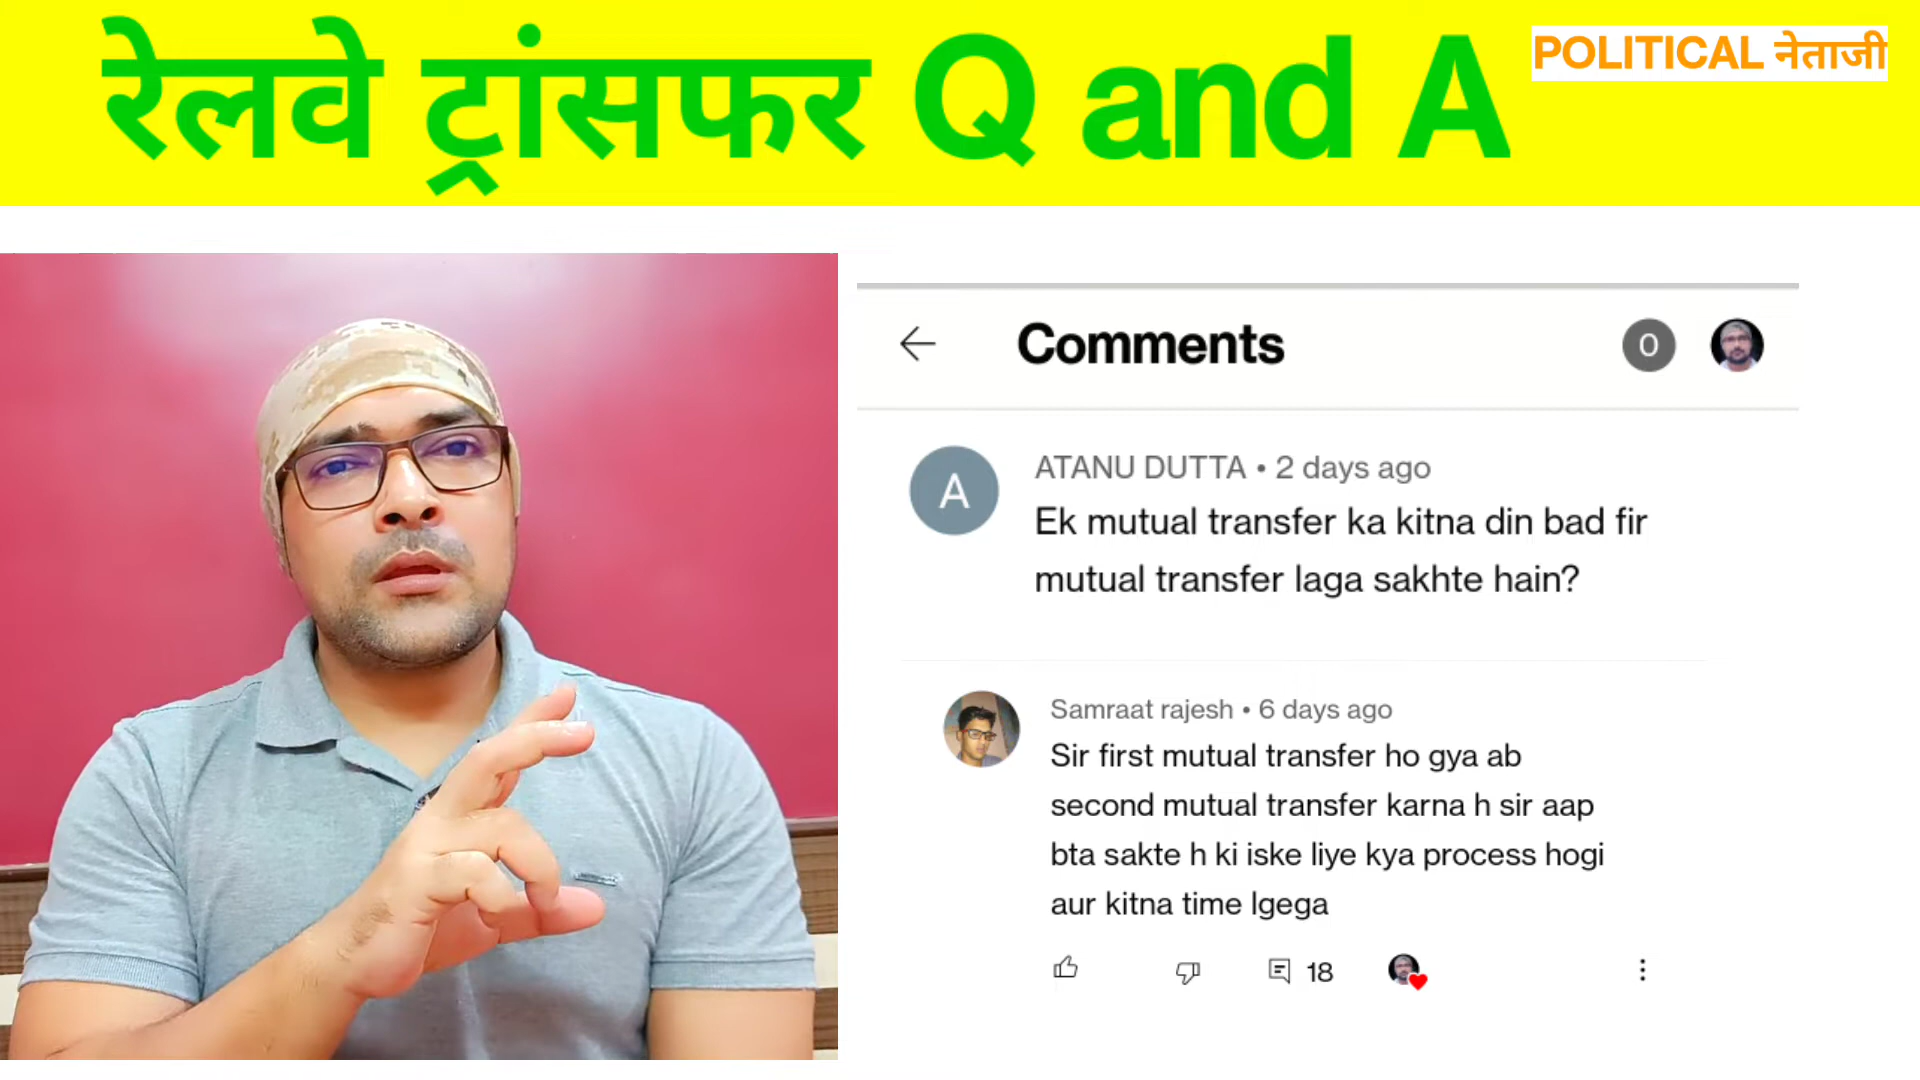 रेलवे ट्रांसफर Q and A
POLITICAL नेताजी
Comments
O
A
ATANU DUTTA • 2 days ago
Ek mutual transfer ka kitna din bad fir
mutual transfer laga sakhte hain?
Samraat rajesh • 6 days ago
Sir first mutual transfer ho gya ab
second mutual transfer karna h sir aap
bta sakte h ki iske liye kya process hogi
aur kitna time lgega
18